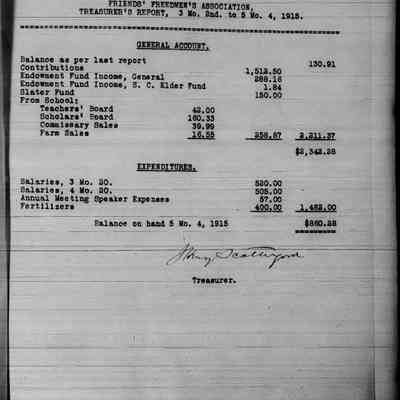 FRIENDS' FREEDMEN'S ASSOCIATION,
TREASURER'S REPORT, 3 Mo. 2nd. to 5 Mo. 4, 1915.
GENERAL ACCOUNT.
Balance as per last report 130.91
Contributions 1,512.50
Endowment Fund Income, General 288.16
Endowment Fund Income, S. C. Elder Fund 1.84
Slater Fund 150.00
From School:
Teachers' Board 42.00
Scholars' Board 160.33
Commissary Sales 39.99
Farm Sales 16.55 258.87 2,211.37
$2,342.28
EXPENDITURES.
Salaries, 3 Mo. 20. 520.00
Salaries, 4 Mo. 20. 505.00
Annual Meeting Speaker Expenses 57.00
Fertilizers 400.00 1,482.00
Balance on hand 5 Mo. 4, 1915 $860.28
J Henry Scattergood
Treasurer.